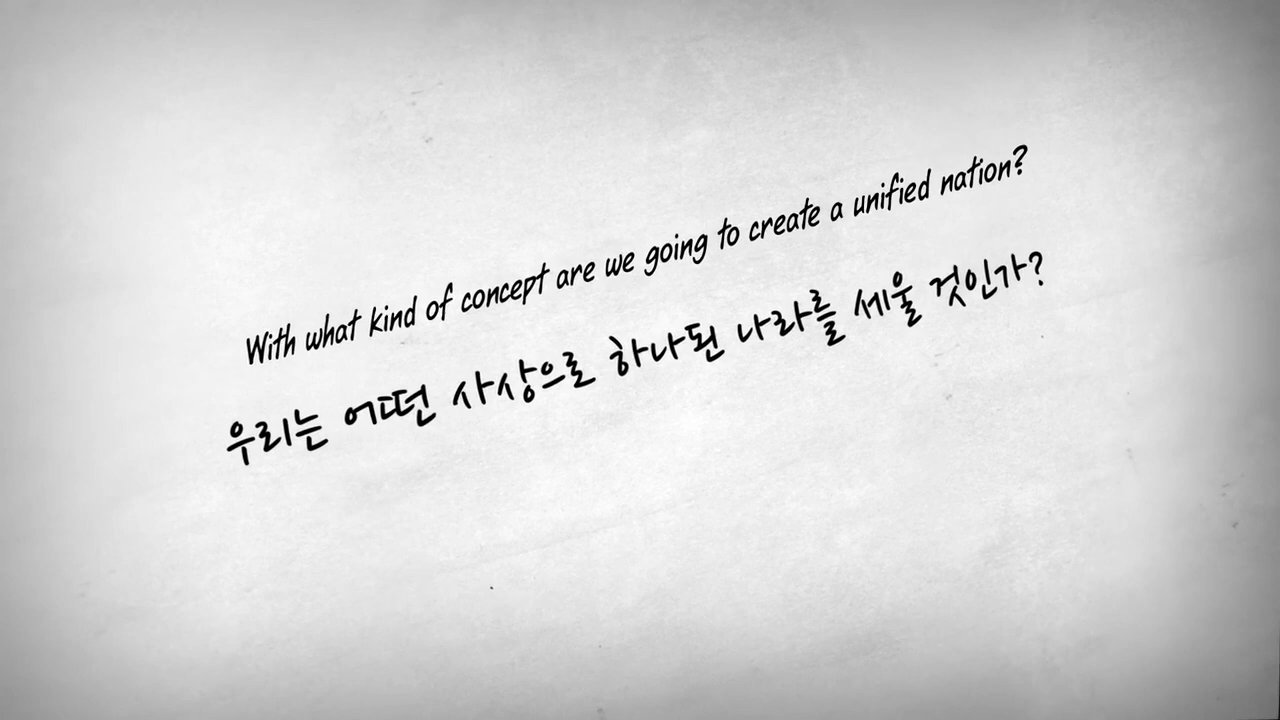 With what kind of concept are we going to create a unified nation?
우리는 어떤 사상으로 하나된 나라를 세울 것인가?